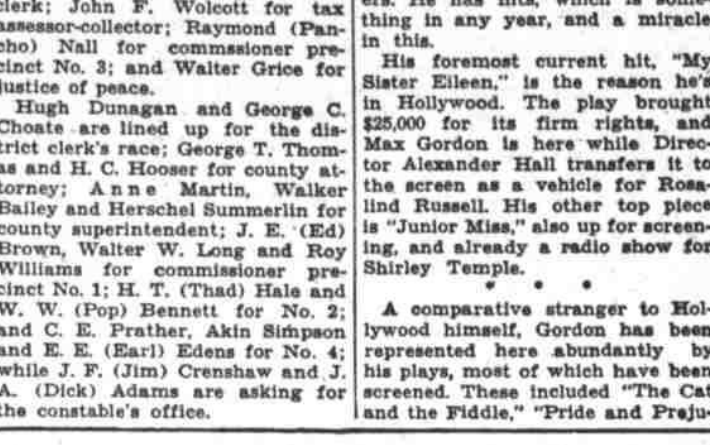 clerk; John F. Wolcott for tax
assessor-collector; Raymond (Pan-
cho) Nall for commssioner pre-
cinct No. 3; and Walter Grice for
justice of peace.
Hugh Dunagan and George C.
Choate are lined up for the dis-
trict clerk's race; George T. Thom-
as and H. C. Hooser for county at-
torney; Anne Martin, Walker
Bailey and Herschel Summerlin for
county superintendent; J. E. (Ed)
Brown, Walter W. Long and Roy
Williams for commissioner pre-
cinct No. 1; H. T. (Thad) Hale and
W. W. (Pop) Bennett for No. 2;
and C. E. Prather, Akin Simpson
and E. E. (Earl) Edens for No. 4;
while J. F. (Jim) Crenshaw and J.
A. (Dick) Adams are asking for
the constable's office.
ers. He has hits, which is some-
thing in any year, and a miracle
in this.
His foremost current hit, "My
Sister Eileen," is the reason he's
in Hollywood. The play brought
$25,000 for its firm rights, and
Max Gordon is here while Direc-
tor Alexander Hall transfers it to
the screen as a vehicle for Rosa-
lind Russell. His other top piece
is "Junior Miss," also up for screen-
ing, and already a radio show for
Shirley Temple.
* * *
A comparative stranger to Hol-
lywood himself, Gordon has been
represented here abundantly by
his plays, most of which have been
screened. These included "The Cat
and the Fiddle," "Pride and Preju-